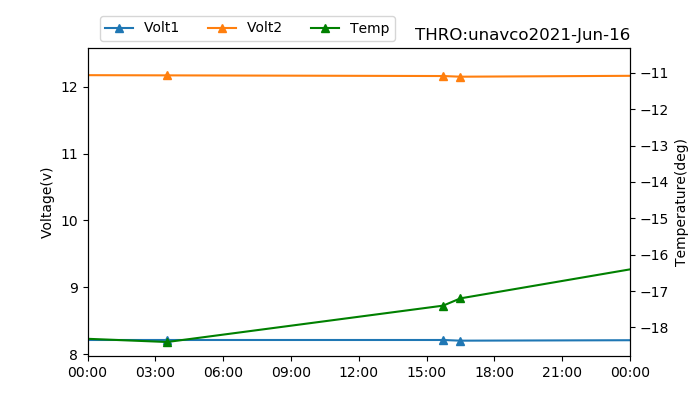 Volt1 Volt2 Temp
THRO:unavco2021-Jun-16
12
11
10
9
8
Voltage(v)
−11
−12
−13
−14
−15
−16
−17
−18
Temperature(deg)
00:00 03:00 06:00 09:00 12:00 15:00 18:00 21:00 00:00